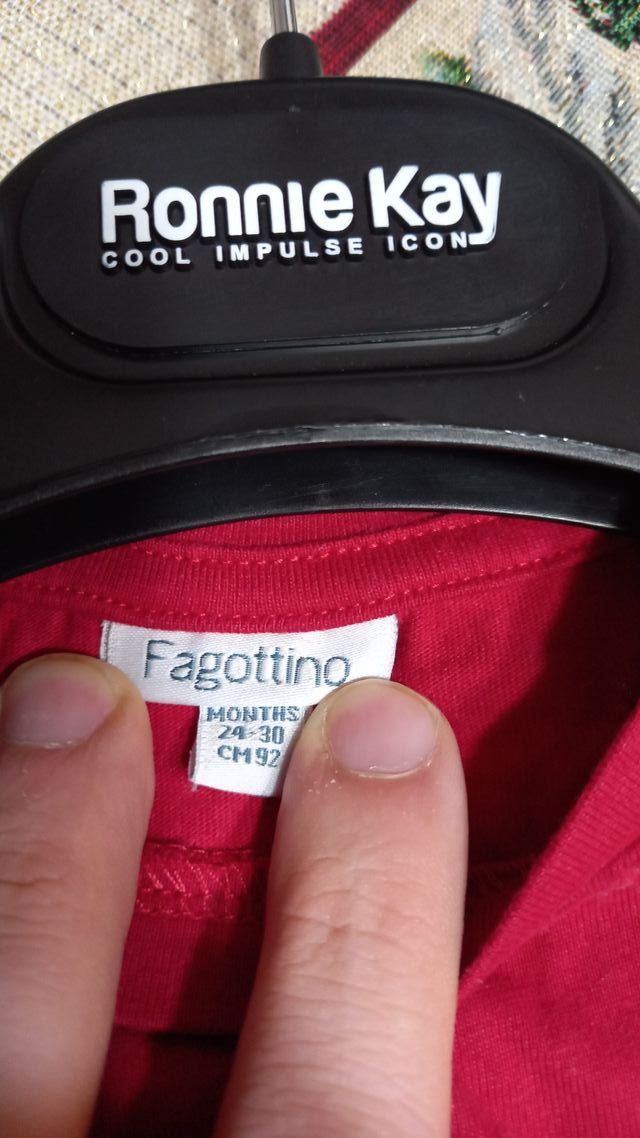 Ronnie Kay
COOL IMPULSE ICON
Fagottino
MONTHS
24-30
CM 92